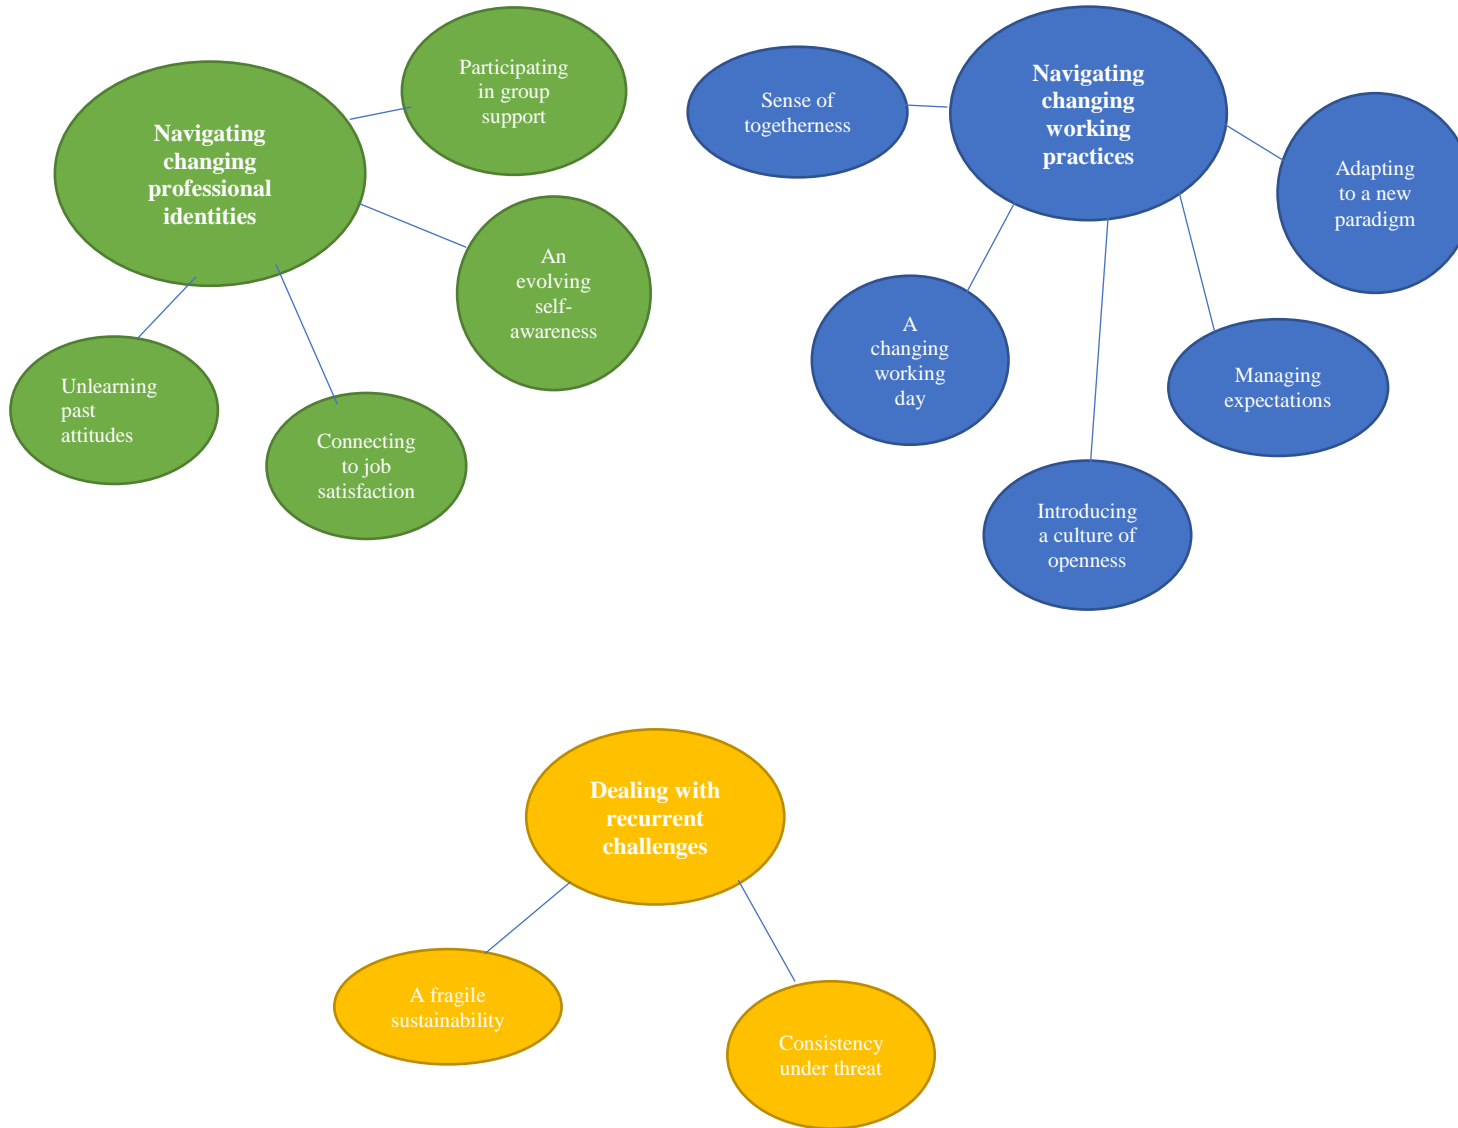 Navigating
changing
professional
identities
Participating
in group
support
An
evolving
self-
awareness
Connecting
to job
satisfaction
Unlearning
past
attitudes
Navigating
changing
working
practices
Sense of
togetherness
A
changing
working
day
Introducing
a culture of
openness
Managing
expectations
Adapting
to a new
paradigm
Dealing with
recurrent
challenges
A fragile
sustainability
Consistency
under threat